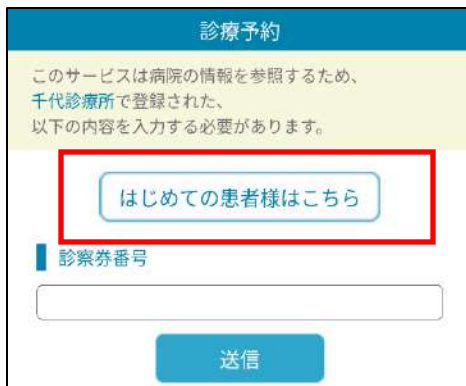 診療予約
このサービスは病院の情報を参照するため、
千代診療所で登録された、
以下の内容を入力する必要があります。
はじめての患者様はこちら
診察券番号
送信